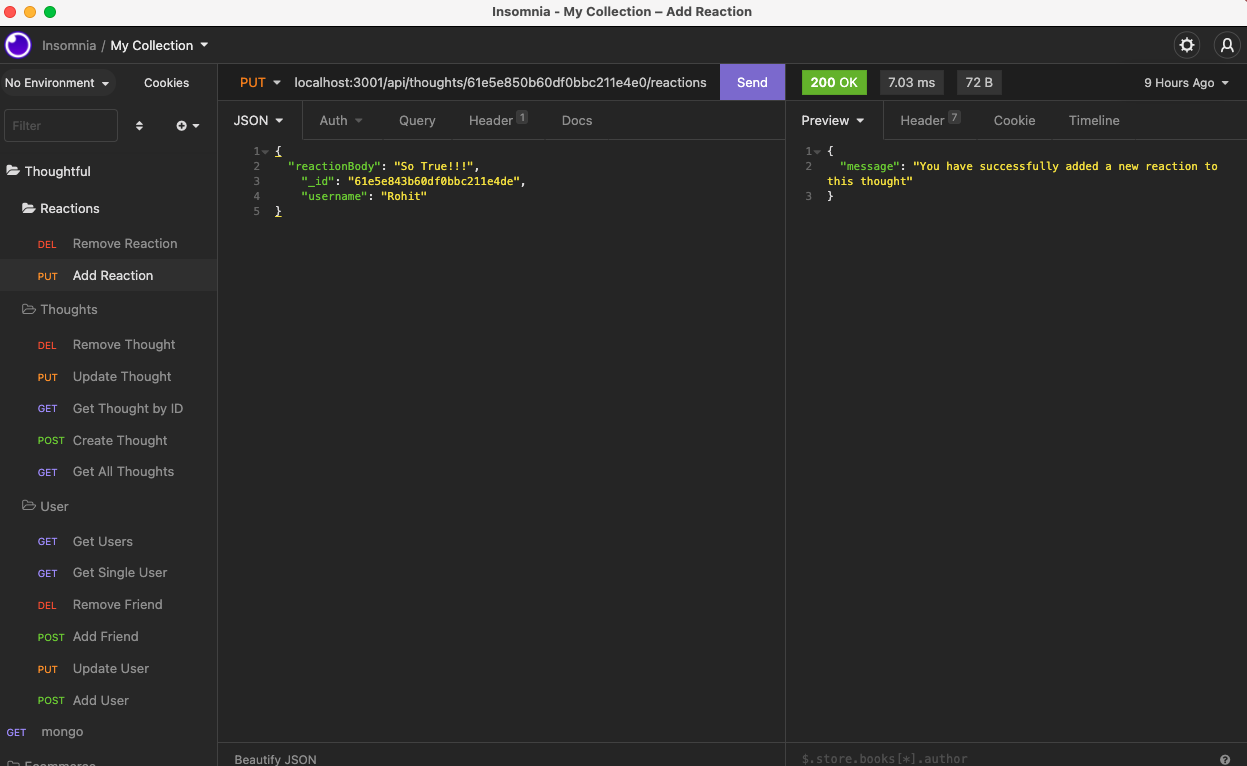 Insomnia - My Collection – Add Reaction
Insomnia / My Collection
No Environment
Cookies
PUT
localhost:3001/api/thoughts/61e5e850b60df0bbc211e4e0/reactions
Send
200 OK
7.03 ms
72 B
9 Hours Ago
Filter
JSON
Auth
Query
Header 1
Docs
Preview
Header 7
Cookie
Timeline
Thoughtful
Reactions
DEL Remove Reaction
PUT Add Reaction
Thoughts
DEL Remove Thought
PUT Update Thought
GET Get Thought by ID
POST Create Thought
GET Get All Thoughts
User
GET Get Users
GET Get Single User
DEL Remove Friend
POST Add Friend
PUT Update User
POST Add User
GET mongo
1 {
2 "reactionBody": "So True!!!",
3 "_id": "61e5e843b60df0bbc211e4de",
4 "username": "Rohit"
5 }
1 {
2 "message": "You have successfully added a new reaction to
this thought"
3 }
Beautify JSON
$.store.books[*].author